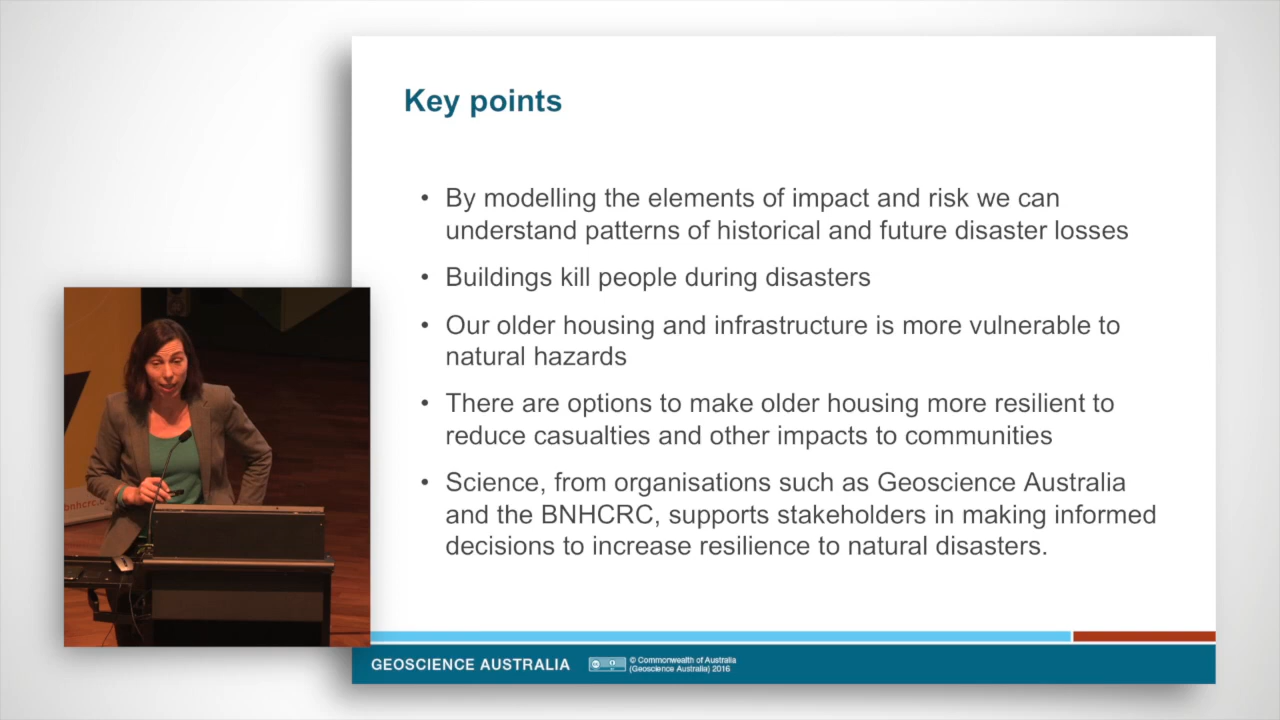 Key points
• By modelling the elements of impact and risk we can
understand patterns of historical and future disaster losses
• Buildings kill people during disasters
• Our older housing and infrastructure is more vulnerable to
natural hazards
• There are options to make older housing more resilient to
reduce casualties and other impacts to communities
• Science, from organisations such as Geoscience Australia
and the BNHCRC, supports stakeholders in making informed
decisions to increase resilience to natural disasters.
bnhcrc.c
GEOSCIENCE AUSTRALIA
© Commonwealth of Australia
(Geoscience Australia) 2016